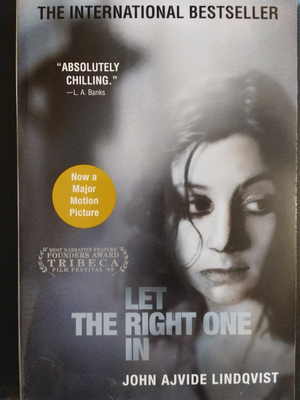 THE INTERNATIONAL BESTSELLER
"ABSOLUTELY
CHILLING."
—L. A. Banks
Now a
Major
Motion
Picture
BEST NARRATIVE FEATURE
FOUNDERS AWARD
TRIBECA
FILM FESTIVAL '08
LET
THE RIGHT ONE
IN
JOHN AJVIDE LINDQVIST